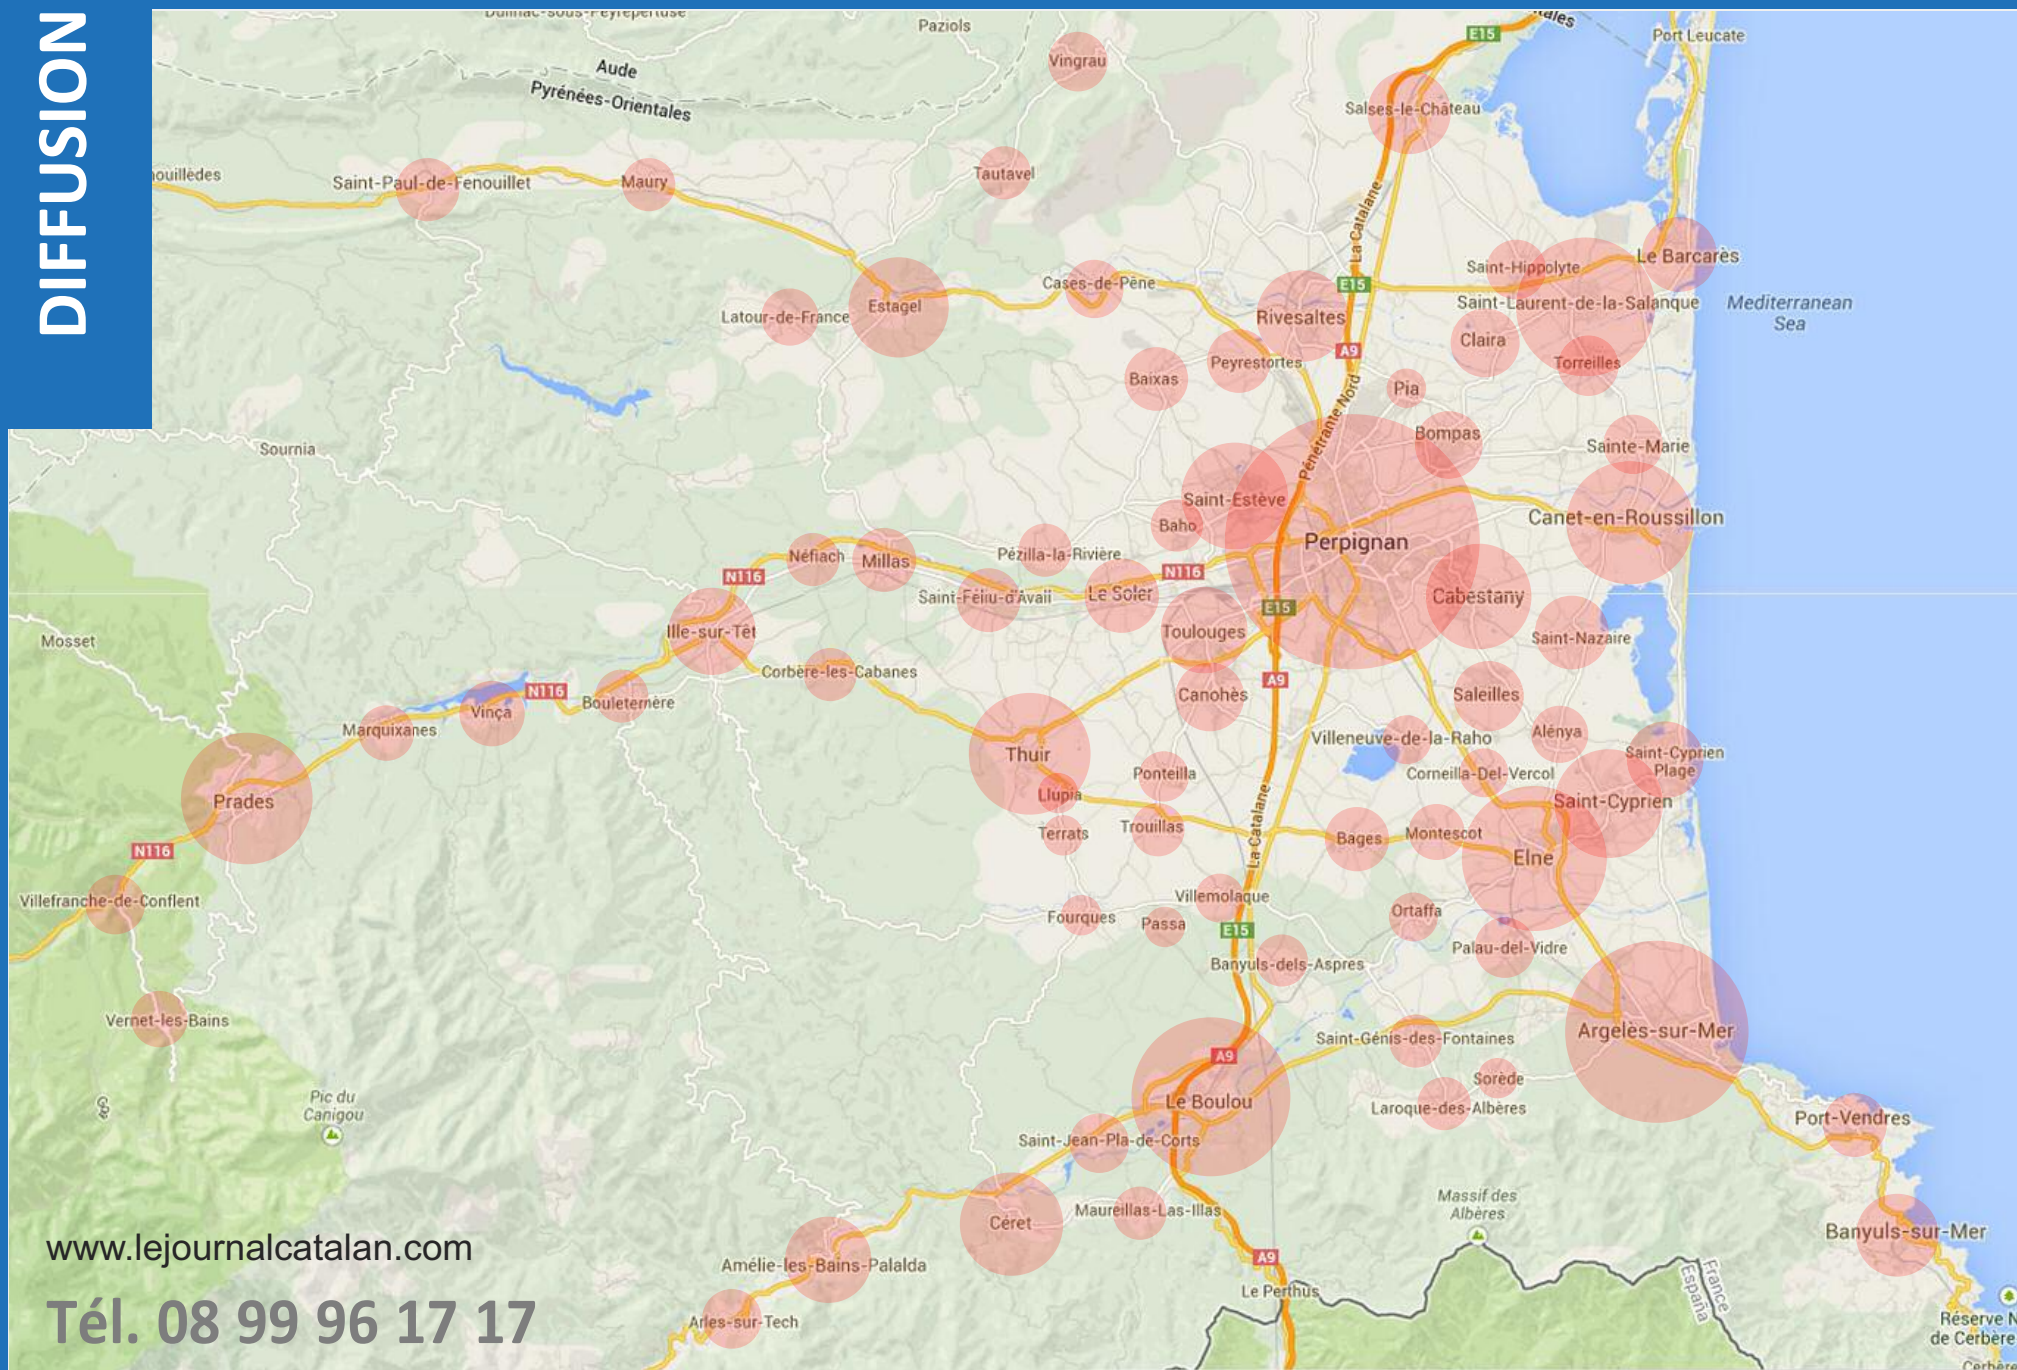 DIFFUSION
Paziols
Vingrau
E15
Port Leucate
Aude
Pyrénées-Orientales
Salses-le-Château
Saint-Paul-de-Fenouillet
Maury
Tautavel
La Catalane
Saint-Hippolyte
Le Barcarès
Cases-de-Pène
E15
Latour-de-France
Estagel
Rivesaltes
Saint-Laurent-de-la-Salanque
Mediterranean
Sea
Claira
A9
Peyrestortes
Torreilles
Baixas
Pia
Pénétrante Nord
Bompas
Sainte-Marie
Sournia
Saint-Estève
Canet-en-Roussillon
Baho
Perpignan
Néfiach
Millas
Pézilla-la-Rivière
N116
N116
Saint-Féliu-d'Avall
Le Soler
Cabestany
E15
Ille-sur-Têt
Toulouges
Saint-Nazaire
Mosset
Corbère-les-Cabanes
A9
N116
Canohès
Saleilles
Bouleternère
Vinça
Marquixanes
Villeneuve-de-la-Raho
Alénya
Saint-Cyprien
Plage
Thuir
Ponteilla
Corneilla-Del-Vercol
Llupia
Saint-Cyprien
Prades
Terrats
Trouillas
La Catalane
Bages
Montescot
N116
Elne
Villefranche-de-Conflent
Villemolaque
Fourques
Passa
Ortaffa
E15
Palau-del-Vidre
Banyuls-dels-Aspres
Vernet-les-Bains
Argelès-sur-Mer
Saint-Génis-des-Fontaines
A9
Sorède
Pic du
Canigou
Le Boulou
Laroque-des-Albères
Port-Vendres
Saint-Jean-Pla-de-Corts
Massif des
Albères
Maureillas-Las-Illas
Céret
Banyuls-sur-Mer
www.lejournalcatalan.com
Amélie-les-Bains-Palalda
A9
France
España
Le Perthus
Tél. 08 99 96 17 17
Arles-sur-Tech
Réserve N
de Cerbère